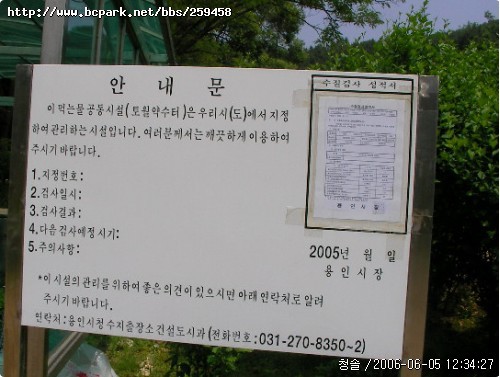 http://www.bcpark.net/bbs/259458
안 내 문
수질검사 성적서
이 먹는물공동시설(토월약수터)은 우리시(도)에서 지정
하여 관리하는 시설입니다. 여러분께서는 깨끗하게 이용하여
주시기 바랍니다.
1.지정번호:
2.검사일시:
3.검사결과:
4.다음검사예정 시기:
5.주의사항:
용 인 시
2005년 월 일
용 인 시 장
*이 시설의 관리를 위하여 좋은 의견이 있으시면 아래 연락처로 알려
주시기 바랍니다.
연락처:용인시청 수지출장소 건설도시과 (전화번호:031-270-8350~2)
청솔 / 2006-06-05 12:34:27